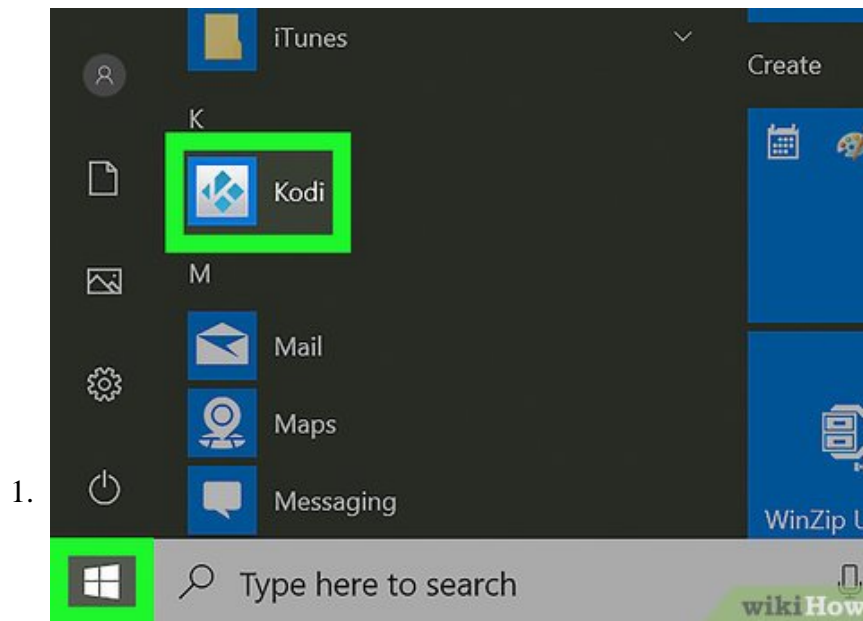 iTunes
Create
K
Kodi
M
Mail
Maps
1.
Messaging
WinZip U
Type here to search
wikiHow